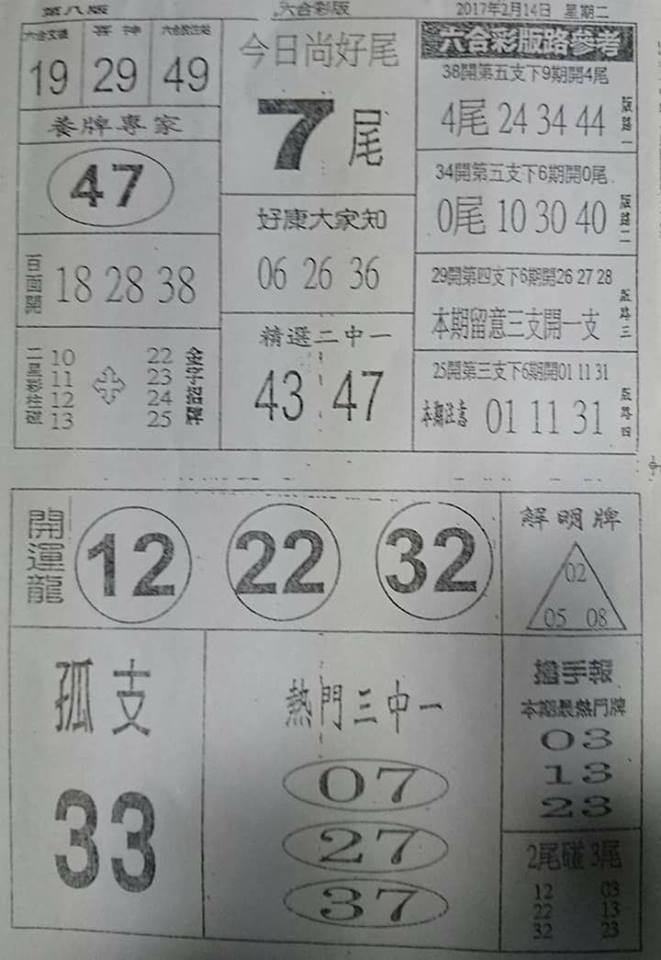 第八版 六合彩版 2017年2月14日 星期二
喜神
19 29 49
養牌專家
47
百面開
18 28 38
二星彩柱碰
10
11
12
13
22
23
24
25
金字招牌
今日尚好尾
7尾
好康大家知
06 26 36
精選二中一
43 47
六合彩版路參考
38開第五支下9期開4尾
4尾 24 34 44
版路一
34開第五支下6期開0尾
0尾 10 30 40
版路二
29開第四支下6期開26 27 28
本期留意三支開一支
版路三
25開第三支下6期開01 11 31
本期注意 01 11 31
版路四
開運龍
12 22 32
解明牌
02
05 08
孤支
33
熱門三中一
07
27
37
手報
本期最熱門牌
03
13
23
2尾碰3尾
12 03
22 13
32 23